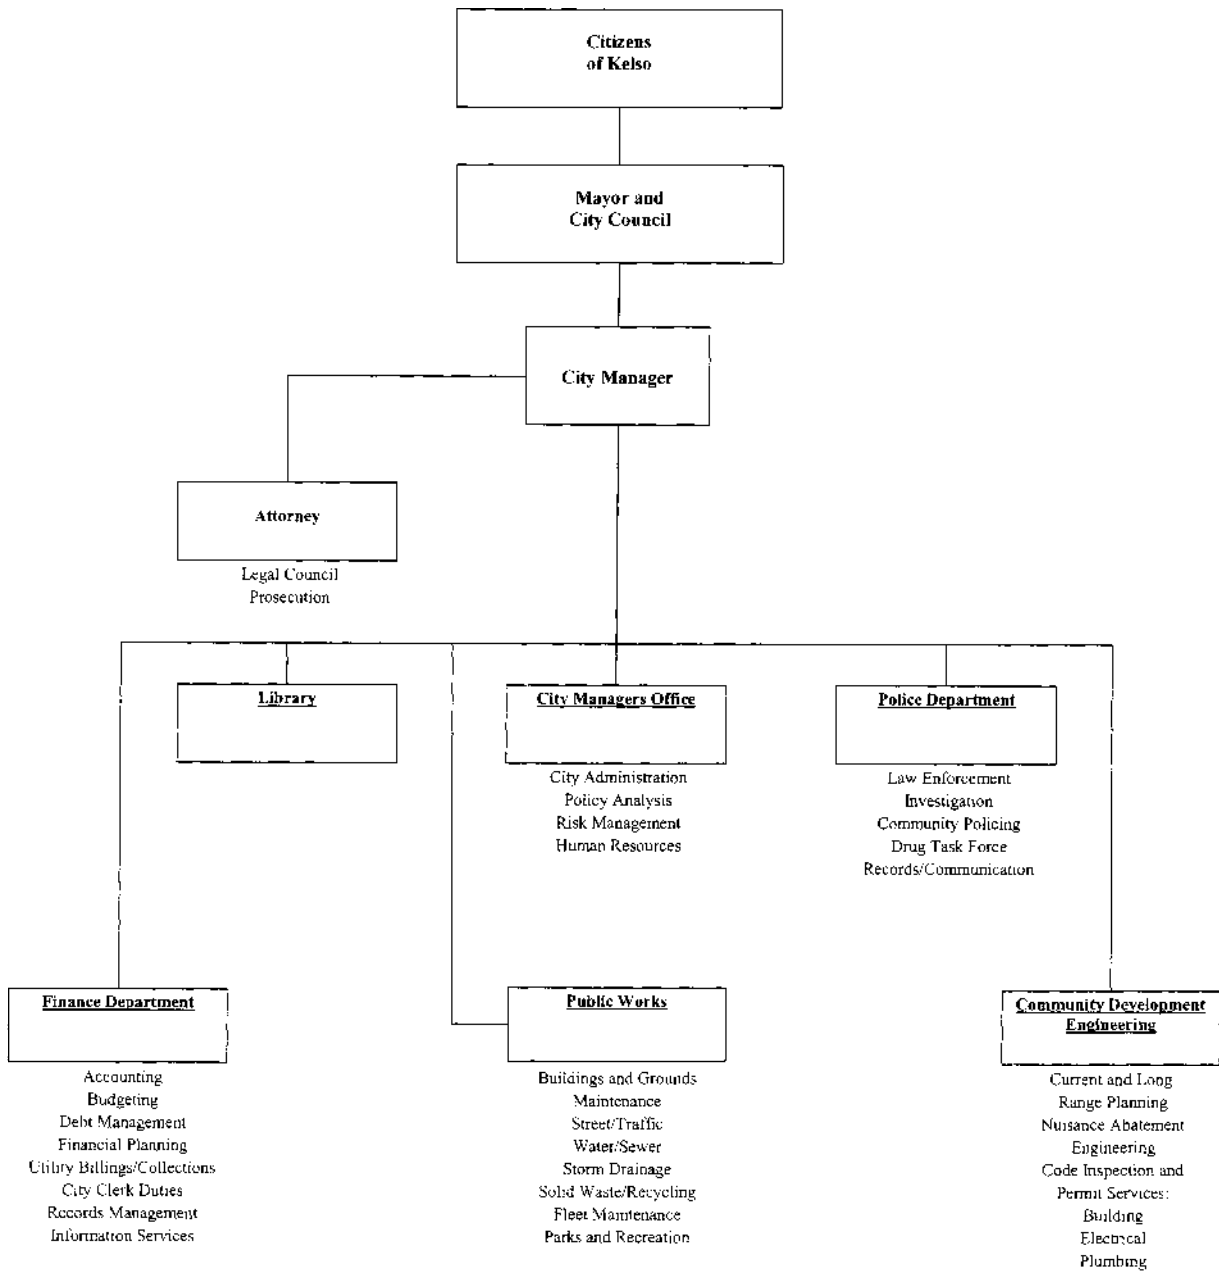 Citizens
of Kelso
Mayor and
City Council
City Manager
Attorney
Legal Council
Prosecution
Library
City Managers Office
City Administration
Policy Analysis
Risk Management
Human Resources
Police Department
Law Enforcement
Investigation
Community Policing
Drug Task Force
Records/Communication
Finance Department
Accounting
Budgeting
Debt Management
Financial Planning
Utility Billings/Collections
City Clerk Duties
Records Management
Information Services
Public Works
Buildings and Grounds
Maintenance
Street/Traffic
Water/Sewer
Storm Drainage
Solid Waste/Recycling
Fleet Maintenance
Parks and Recreation
Community Development
Engineering
Current and Long
Range Planning
Nuisance Abatement
Engineering
Code Inspection and
Permit Services:
Building
Electrical
Plumbing